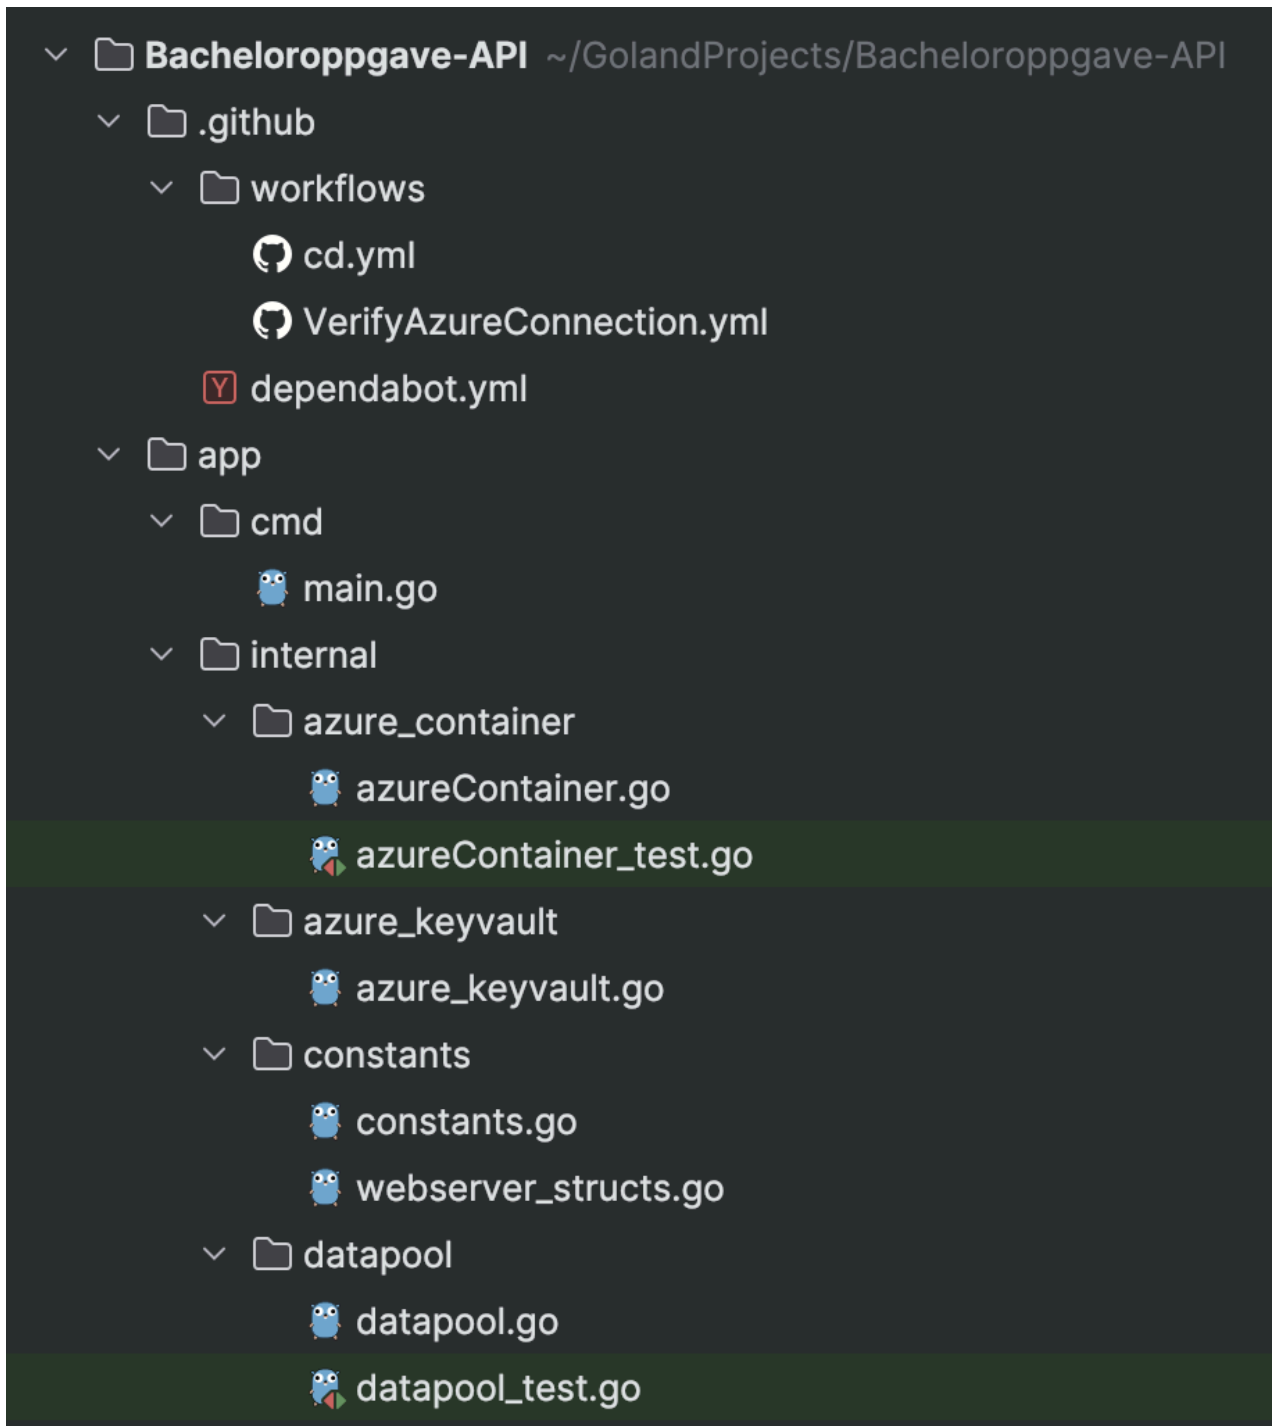 Bacheloroppgave-API ~/GolandProjects/Bacheloroppgave-API
.github
workflows
cd.yml
VerifyAzureConnection.yml
Y dependabot.yml
app
cmd
main.go
internal
azure_container
azureContainer.go
azureContainer_test.go
azure_keyvault
azure_keyvault.go
constants
constants.go
webserver_structs.go
datapool
datapool.go
datapool_test.go